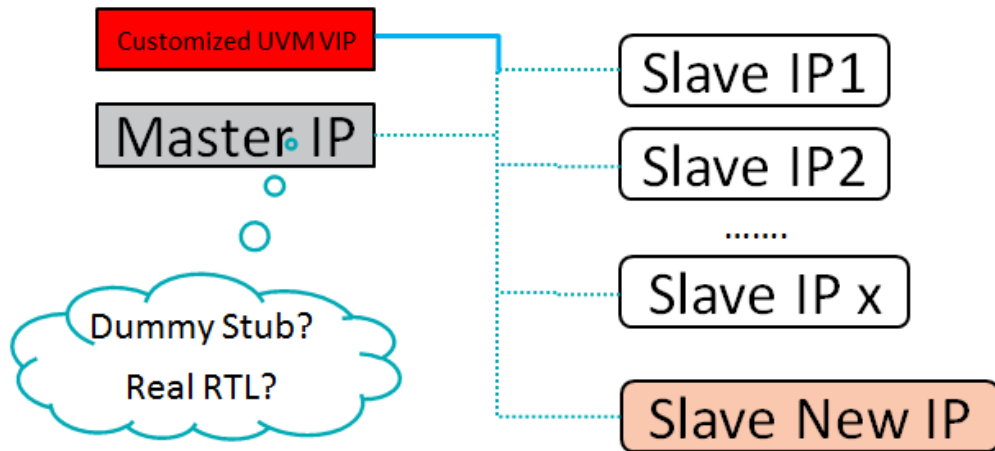 Customized UVM VIP
Master IP
Dummy Stub?
Real RTL?
Slave IP1
Slave IP2
.......
Slave IP x
Slave New IP